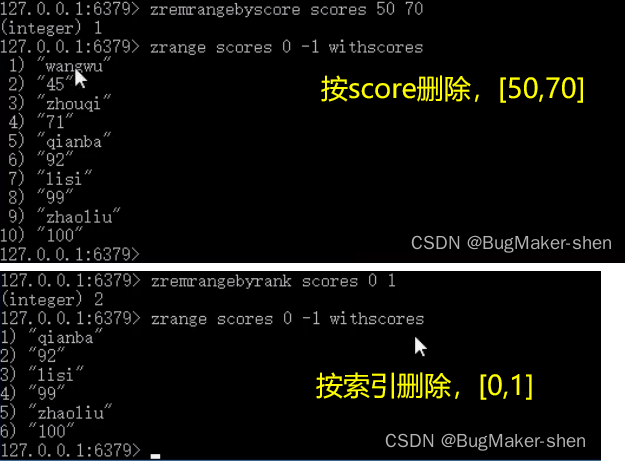 127.0.0.1:6379> zremrangebyscore scores 50 70
(integer) 1
127.0.0.1:6379> zrange scores 0 -1 withscores
1) "wangwu"
2) "45"
3) "zhouqi"
4) "71"
5) "qianba"
6) "92"
7) "lisi"
8) "99"
9) "zhaoliu"
10) "100"
127.0.0.1:6379>
按score删除，[50,70]
CSDN @BugMaker-shen
127.0.0.1:6379> zremrangebyrank scores 0 1
(integer) 2
127.0.0.1:6379> zrange scores 0 -1 withscores
1) "qianba"
2) "92"
3) "lisi"
4) "99"
5) "zhaoliu"
6) "100"
127.0.0.1:6379>
按索引删除，[0,1]
CSDN @BugMaker-shen